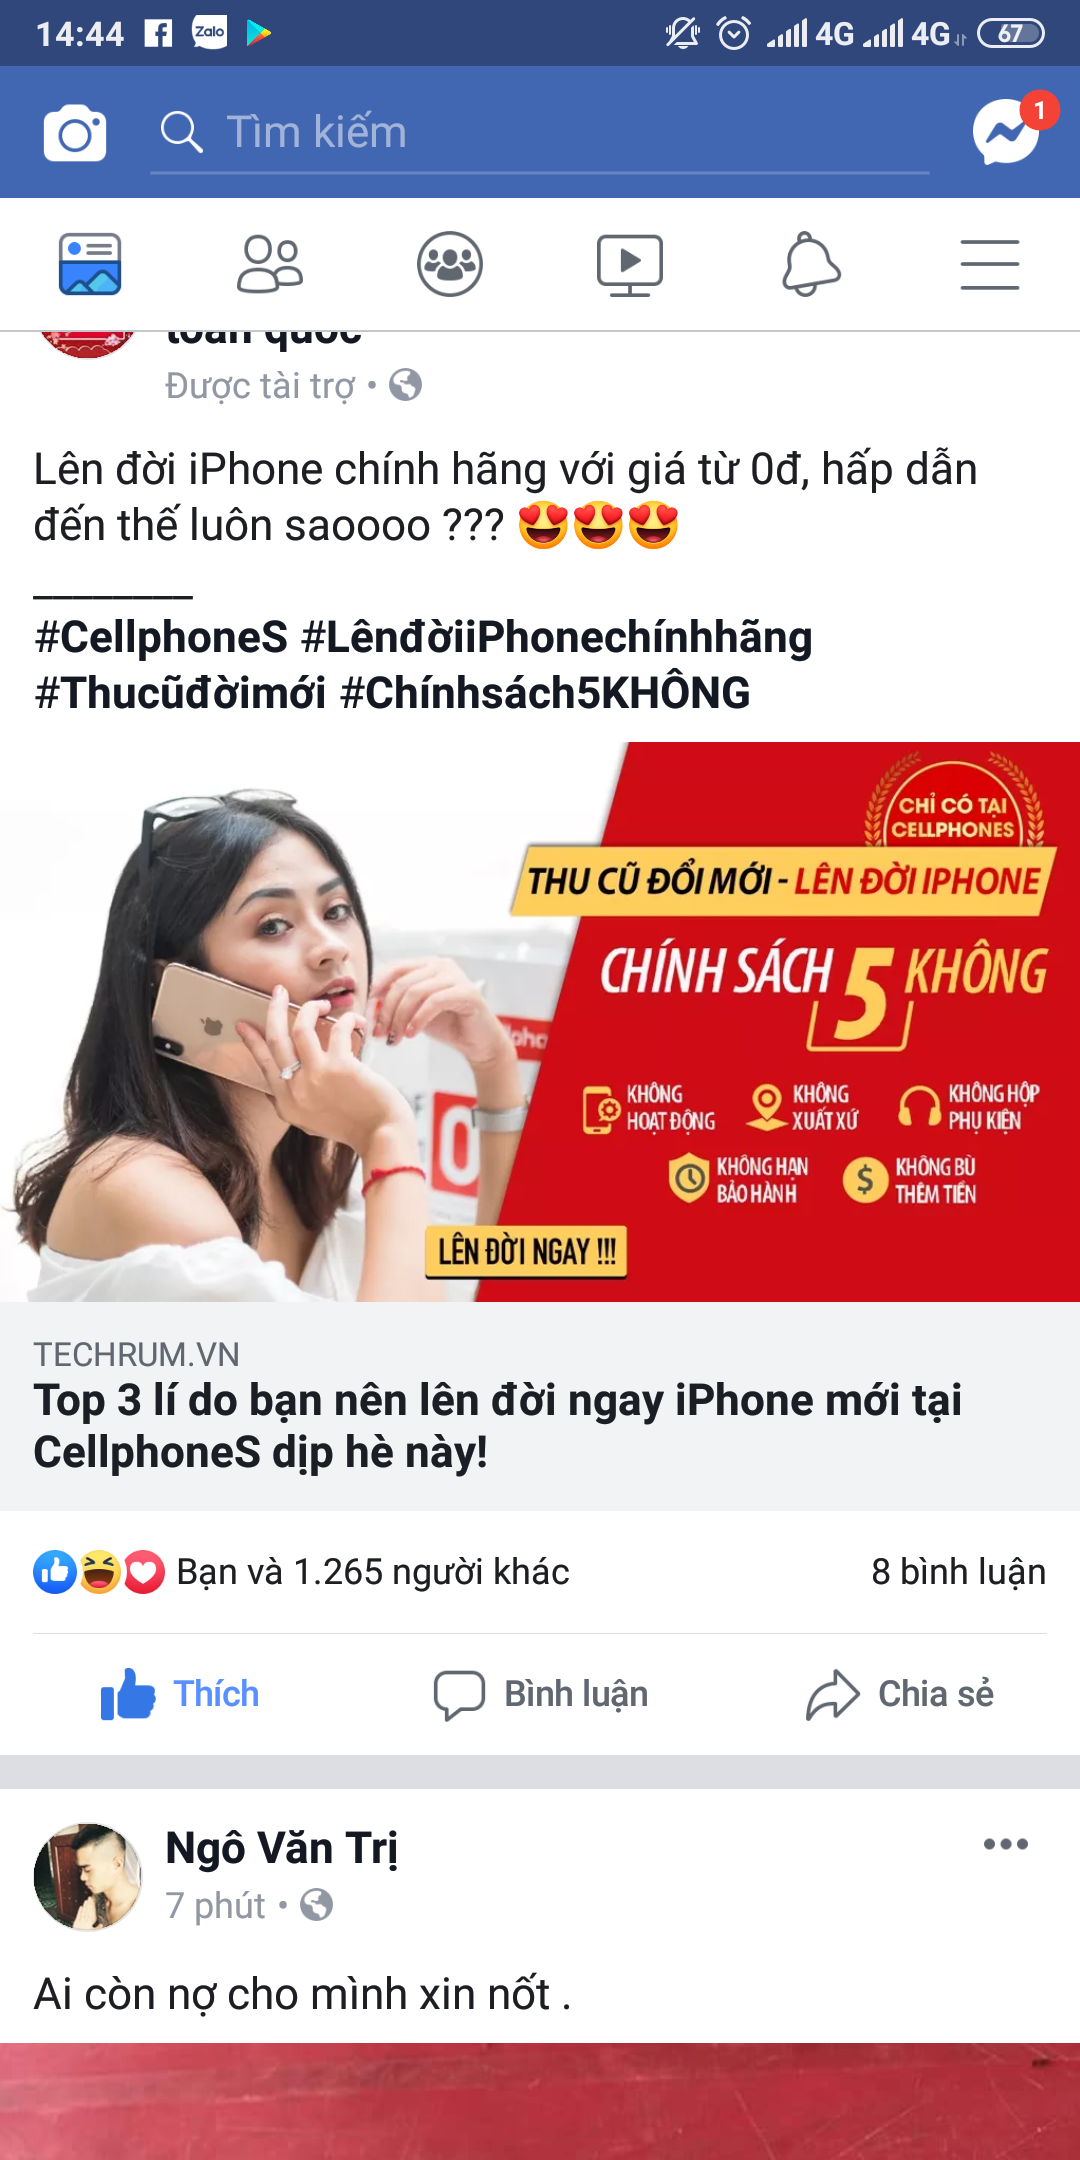 14:44 Zalo 4G 4G 67
Tìm kiếm
1
toàn quốc
Được tài trợ •
Lên đời iPhone chính hãng với giá từ 0đ, hấp dẫn
đến thế luôn saoooo ??? 😍😍😍
________
#CellphoneS #LênđờiiPhonechínhhãng
#Thucũđờimới #Chínhsách5KHÔNG
CHỈ CÓ TẠI
CELLPHONES
THU CŨ ĐỔI MỚI - LÊN ĐỜI IPHONE
CHÍNH SÁCH 5 KHÔNG
KHÔNG
HOẠT ĐỘNG
KHÔNG
XUẤT XỨ
KHÔNG HỘP
PHỤ KIỆN
KHÔNG HẠN
BẢO HÀNH
KHÔNG BÙ
THÊM TIỀN
LÊN ĐỜI NGAY !!!
TECHRUM.VN
Top 3 lí do bạn nên lên đời ngay iPhone mới tại
CellphoneS dịp hè này!
Bạn và 1.265 người khác 8 bình luận
Thích Bình luận Chia sẻ
Ngô Văn Trị
7 phút •
Ai còn nợ cho mình xin nốt .